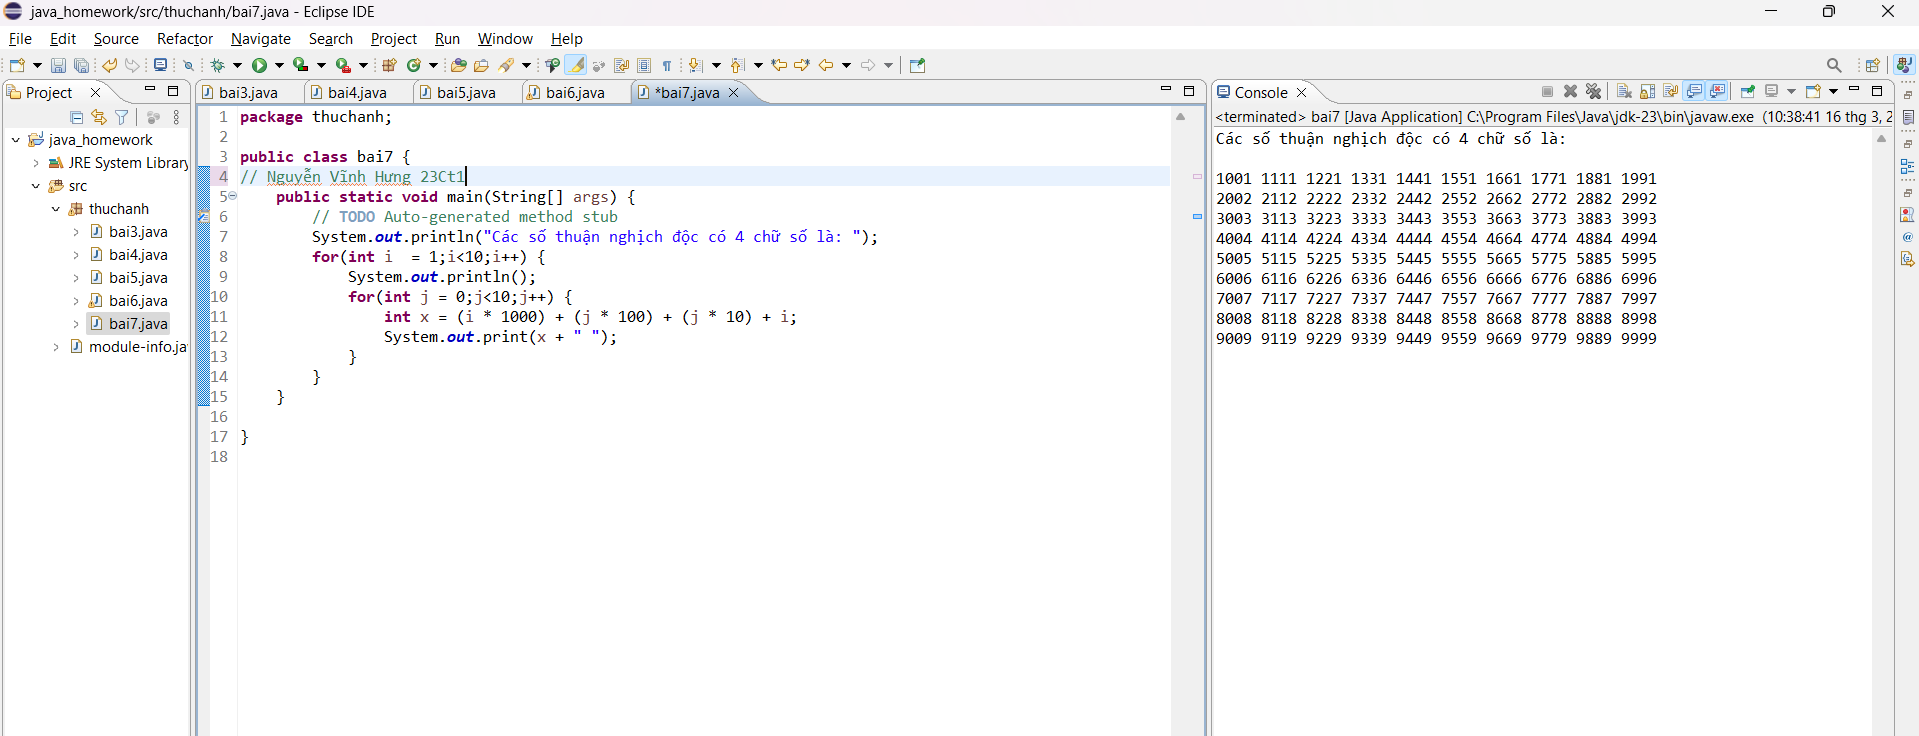 java_homework/src/thuchanh/bai7.java - Eclipse IDE
File Edit Source Refactor Navigate Search Project Run Window Help
Project
bai3.java bai4.java bai5.java bai6.java *bai7.java
java_homework
JRE System Library
src
thuchanh
bai3.java
bai4.java
bai5.java
bai6.java
bai7.java
module-info.ja
1 package thuchanh;
2
3 public class bai7 {
4 // Nguyễn Vĩnh Hưng 23Ct1
5 public static void main(String[] args) {
6 // TODO Auto-generated method stub
7 System.out.println("Các số thuận nghịch độc có 4 chữ số là: ");
8 for(int i  = 1;i<10;i++) {
9 System.out.println();
10 for(int j = 0;j<10;j++) {
11 int x = (i * 1000) + (j * 100) + (j * 10) + i;
12 System.out.print(x + " ");
13 }
14 }
15 }
16
17 }
18
Console
<terminated> bai7 [Java Application] C:\Program Files\Java\jdk-23\bin\javaw.exe (10:38:41 16 thg 3, 2
Các số thuận nghịch độc có 4 chữ số là:
1001 1111 1221 1331 1441 1551 1661 1771 1881 1991
2002 2112 2222 2332 2442 2552 2662 2772 2882 2992
3003 3113 3223 3333 3443 3553 3663 3773 3883 3993
4004 4114 4224 4334 4444 4554 4664 4774 4884 4994
5005 5115 5225 5335 5445 5555 5665 5775 5885 5995
6006 6116 6226 6336 6446 6556 6666 6776 6886 6996
7007 7117 7227 7337 7447 7557 7667 7777 7887 7997
8008 8118 8228 8338 8448 8558 8668 8778 8888 8998
9009 9119 9229 9339 9449 9559 9669 9779 9889 9999